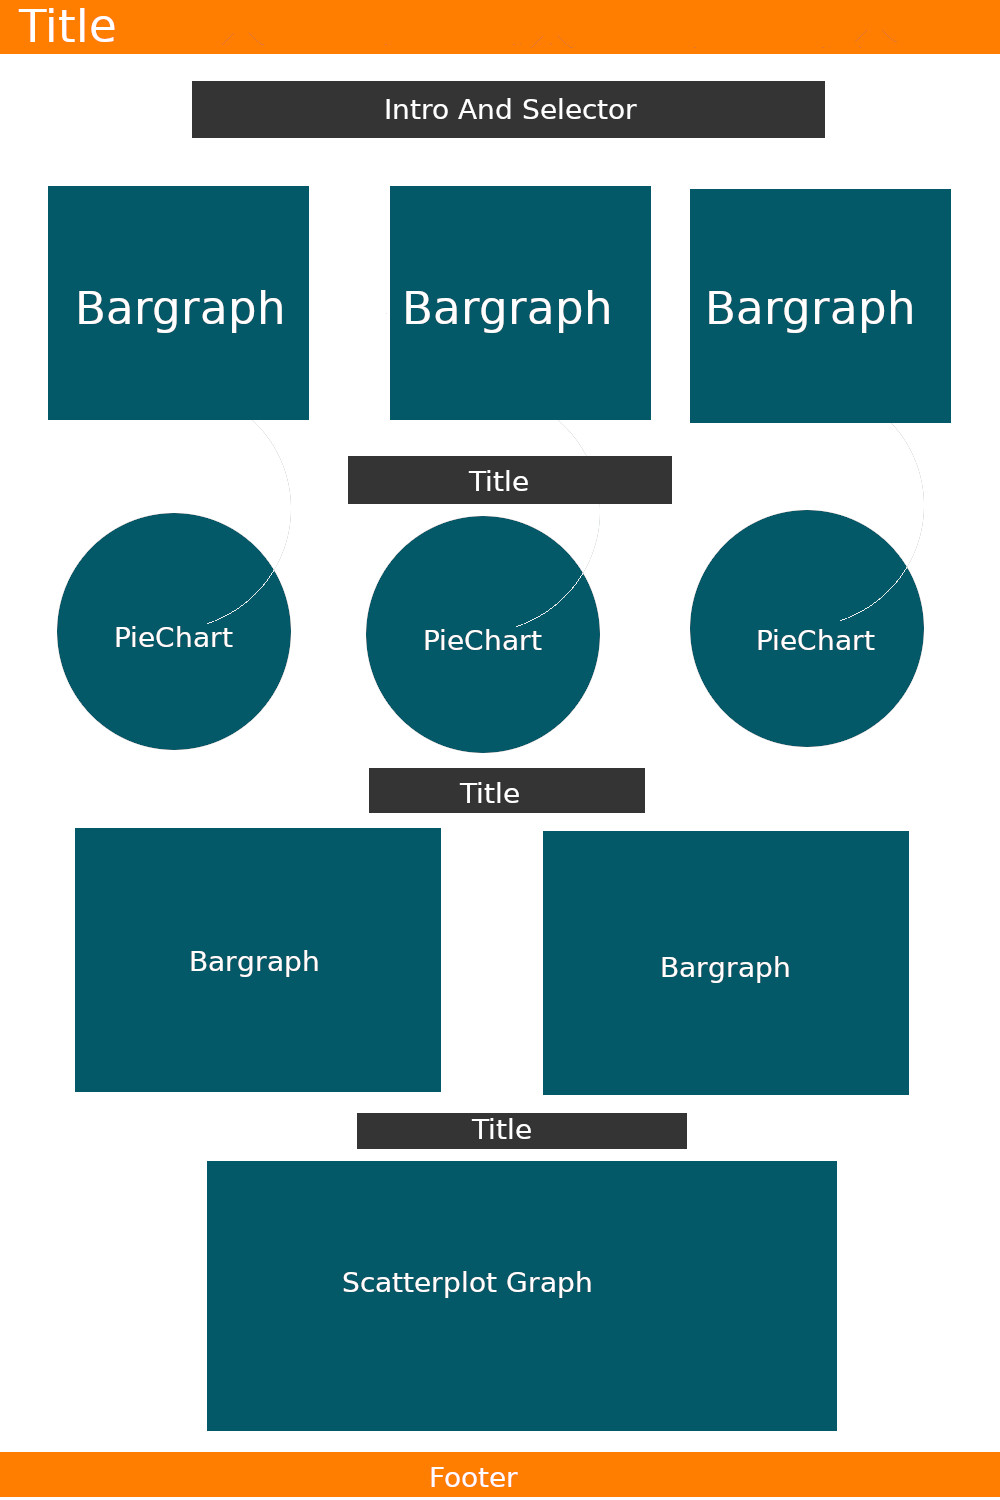 Title
Intro And Selector
Bargraph
Bargraph
Bargraph
Title
PieChart
PieChart
PieChart
Title
Bargraph
Bargraph
Title
Scatterplot Graph
Footer